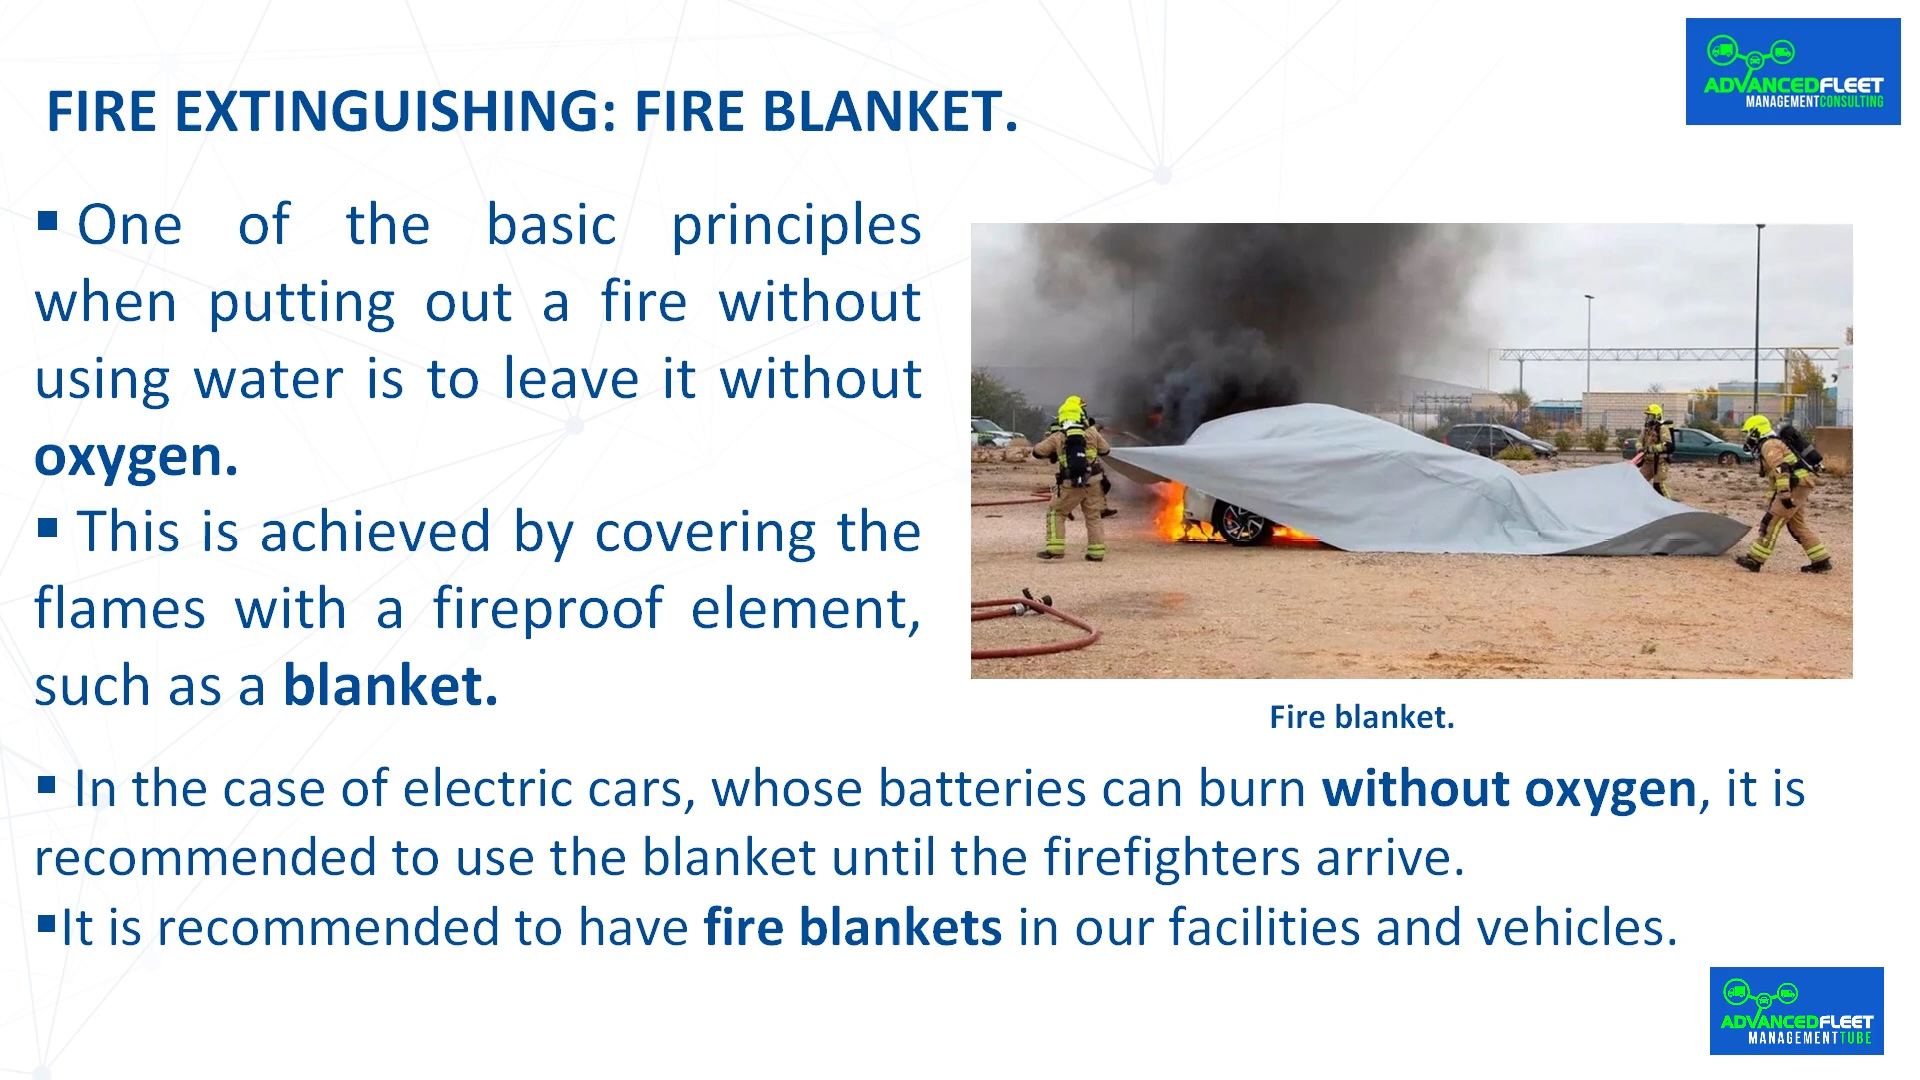 FIRE EXTINGUISHING: FIRE BLANKET.
ADVANCEDFLEET
MANAGEMENTCONSULTING
▪ One of the basic principles
when putting out a fire without
using water is to leave it without
oxygen.
▪ This is achieved by covering the
flames with a fireproof element,
such as a blanket.
Fire blanket.
▪ In the case of electric cars, whose batteries can burn without oxygen, it is
recommended to use the blanket until the firefighters arrive.
▪It is recommended to have fire blankets in our facilities and vehicles.
ADVANCEDFLEET
MANAGEMENTTUBE